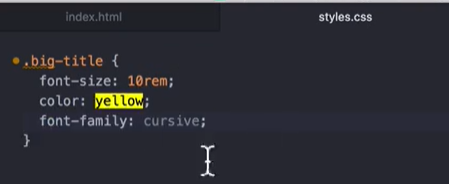 index.html styles.css
.big-title {
font-size: 10rem;
color: yellow;
font-family: cursive;
}